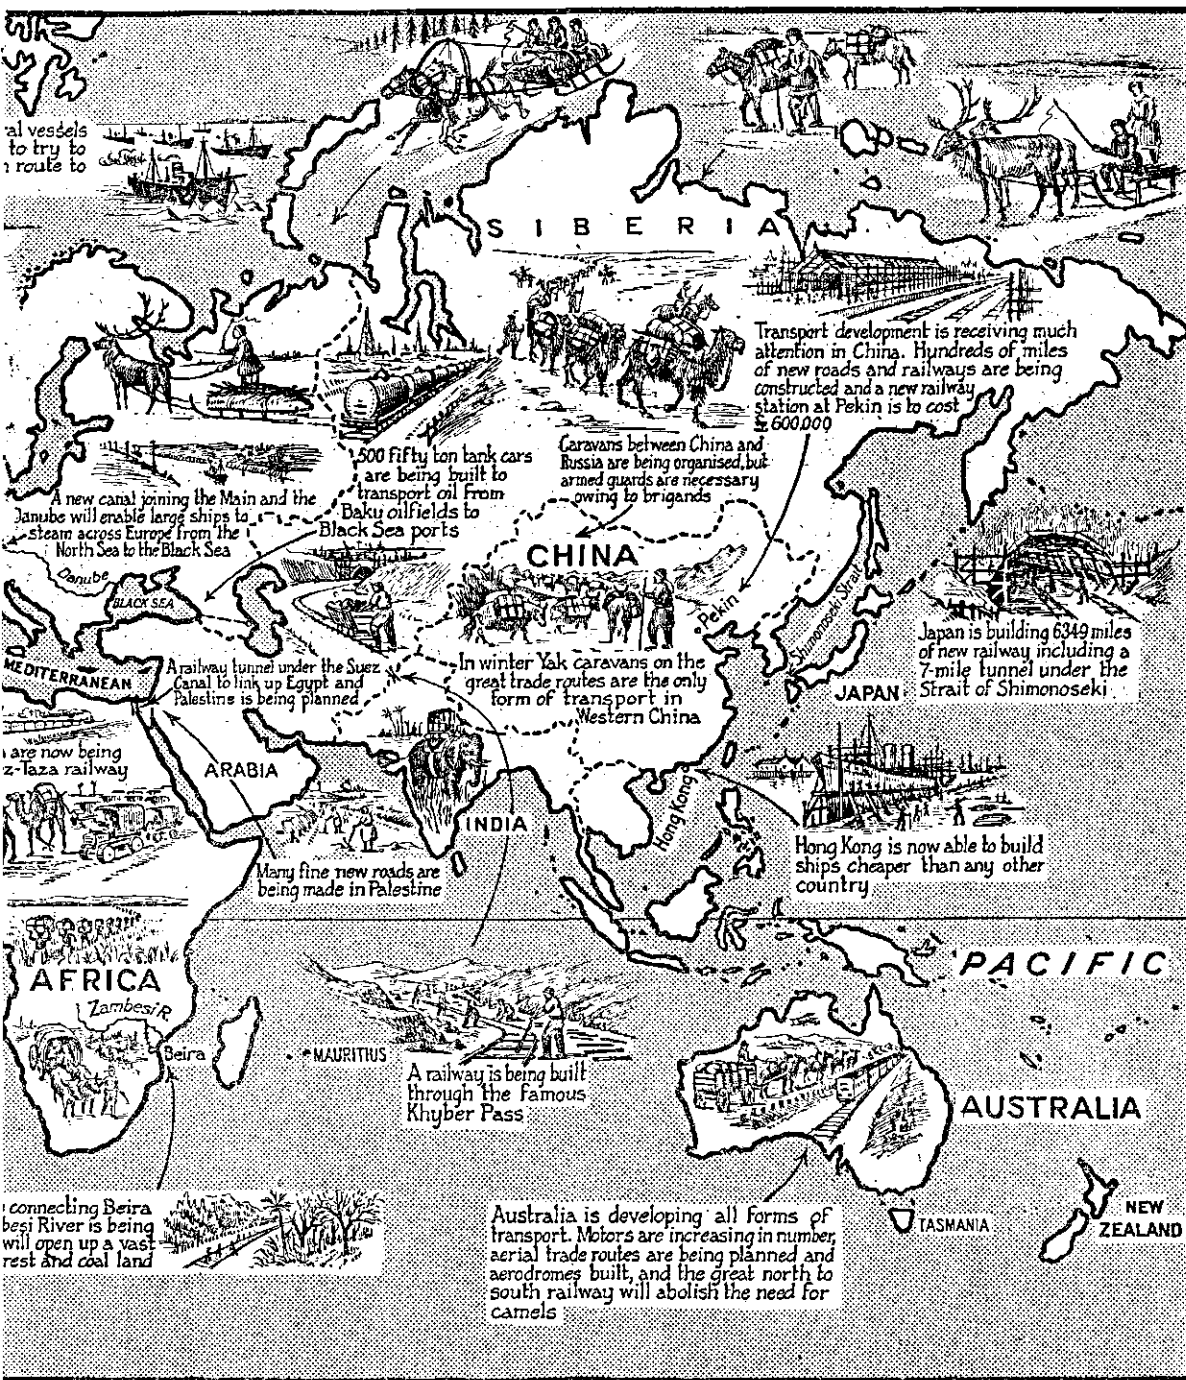 al vessels
to try to
route to
SIBERIA
Transport development is receiving much
attention in China. Hundreds of miles
of new roads and railways are being
constructed and a new railway
station at Pekin is to cost
£600,000
500 fifty ton tank cars
are being built to
transport oil from
Baku oilfields to
Black Sea ports
Caravans between China and
Russia are being organised, but
armed guards are necessary
owing to brigands
A new canal joining the Main and the
Danube will enable large ships to
steam across Europe from the
North Sea to the Black Sea
Danube
BLACK SEA
CHINA
Pekin
Shimonoseki Strait
Japan is building 6349 miles
of new railway including a
7-mile tunnel under the
Strait of Shimonoseki
JAPAN
MEDITERRANEAN
A railway tunnel under the Suez
Canal to link up Egypt and
Palestine is being planned
In winter Yak caravans on the
great trade routes are the only
form of transport in
Western China
are now being
z-Taza railway
ARABIA
INDIA
Hong Kong
Hong Kong is now able to build
ships cheaper than any other
country
Many fine new roads are
being made in Palestine
AFRICA
Zambesi R.
Beira
MAURITIUS
PACIFIC
A railway is being built
through the famous
Khyber Pass
AUSTRALIA
connecting Beira
besi River is being
will open up a vast
rest and coal land
Australia is developing all forms of
transport. Motors are increasing in number,
aerial trade routes are being planned and
aerodromes built, and the great north to
south railway will abolish the need for
camels
TASMANIA
NEW
ZEALAND